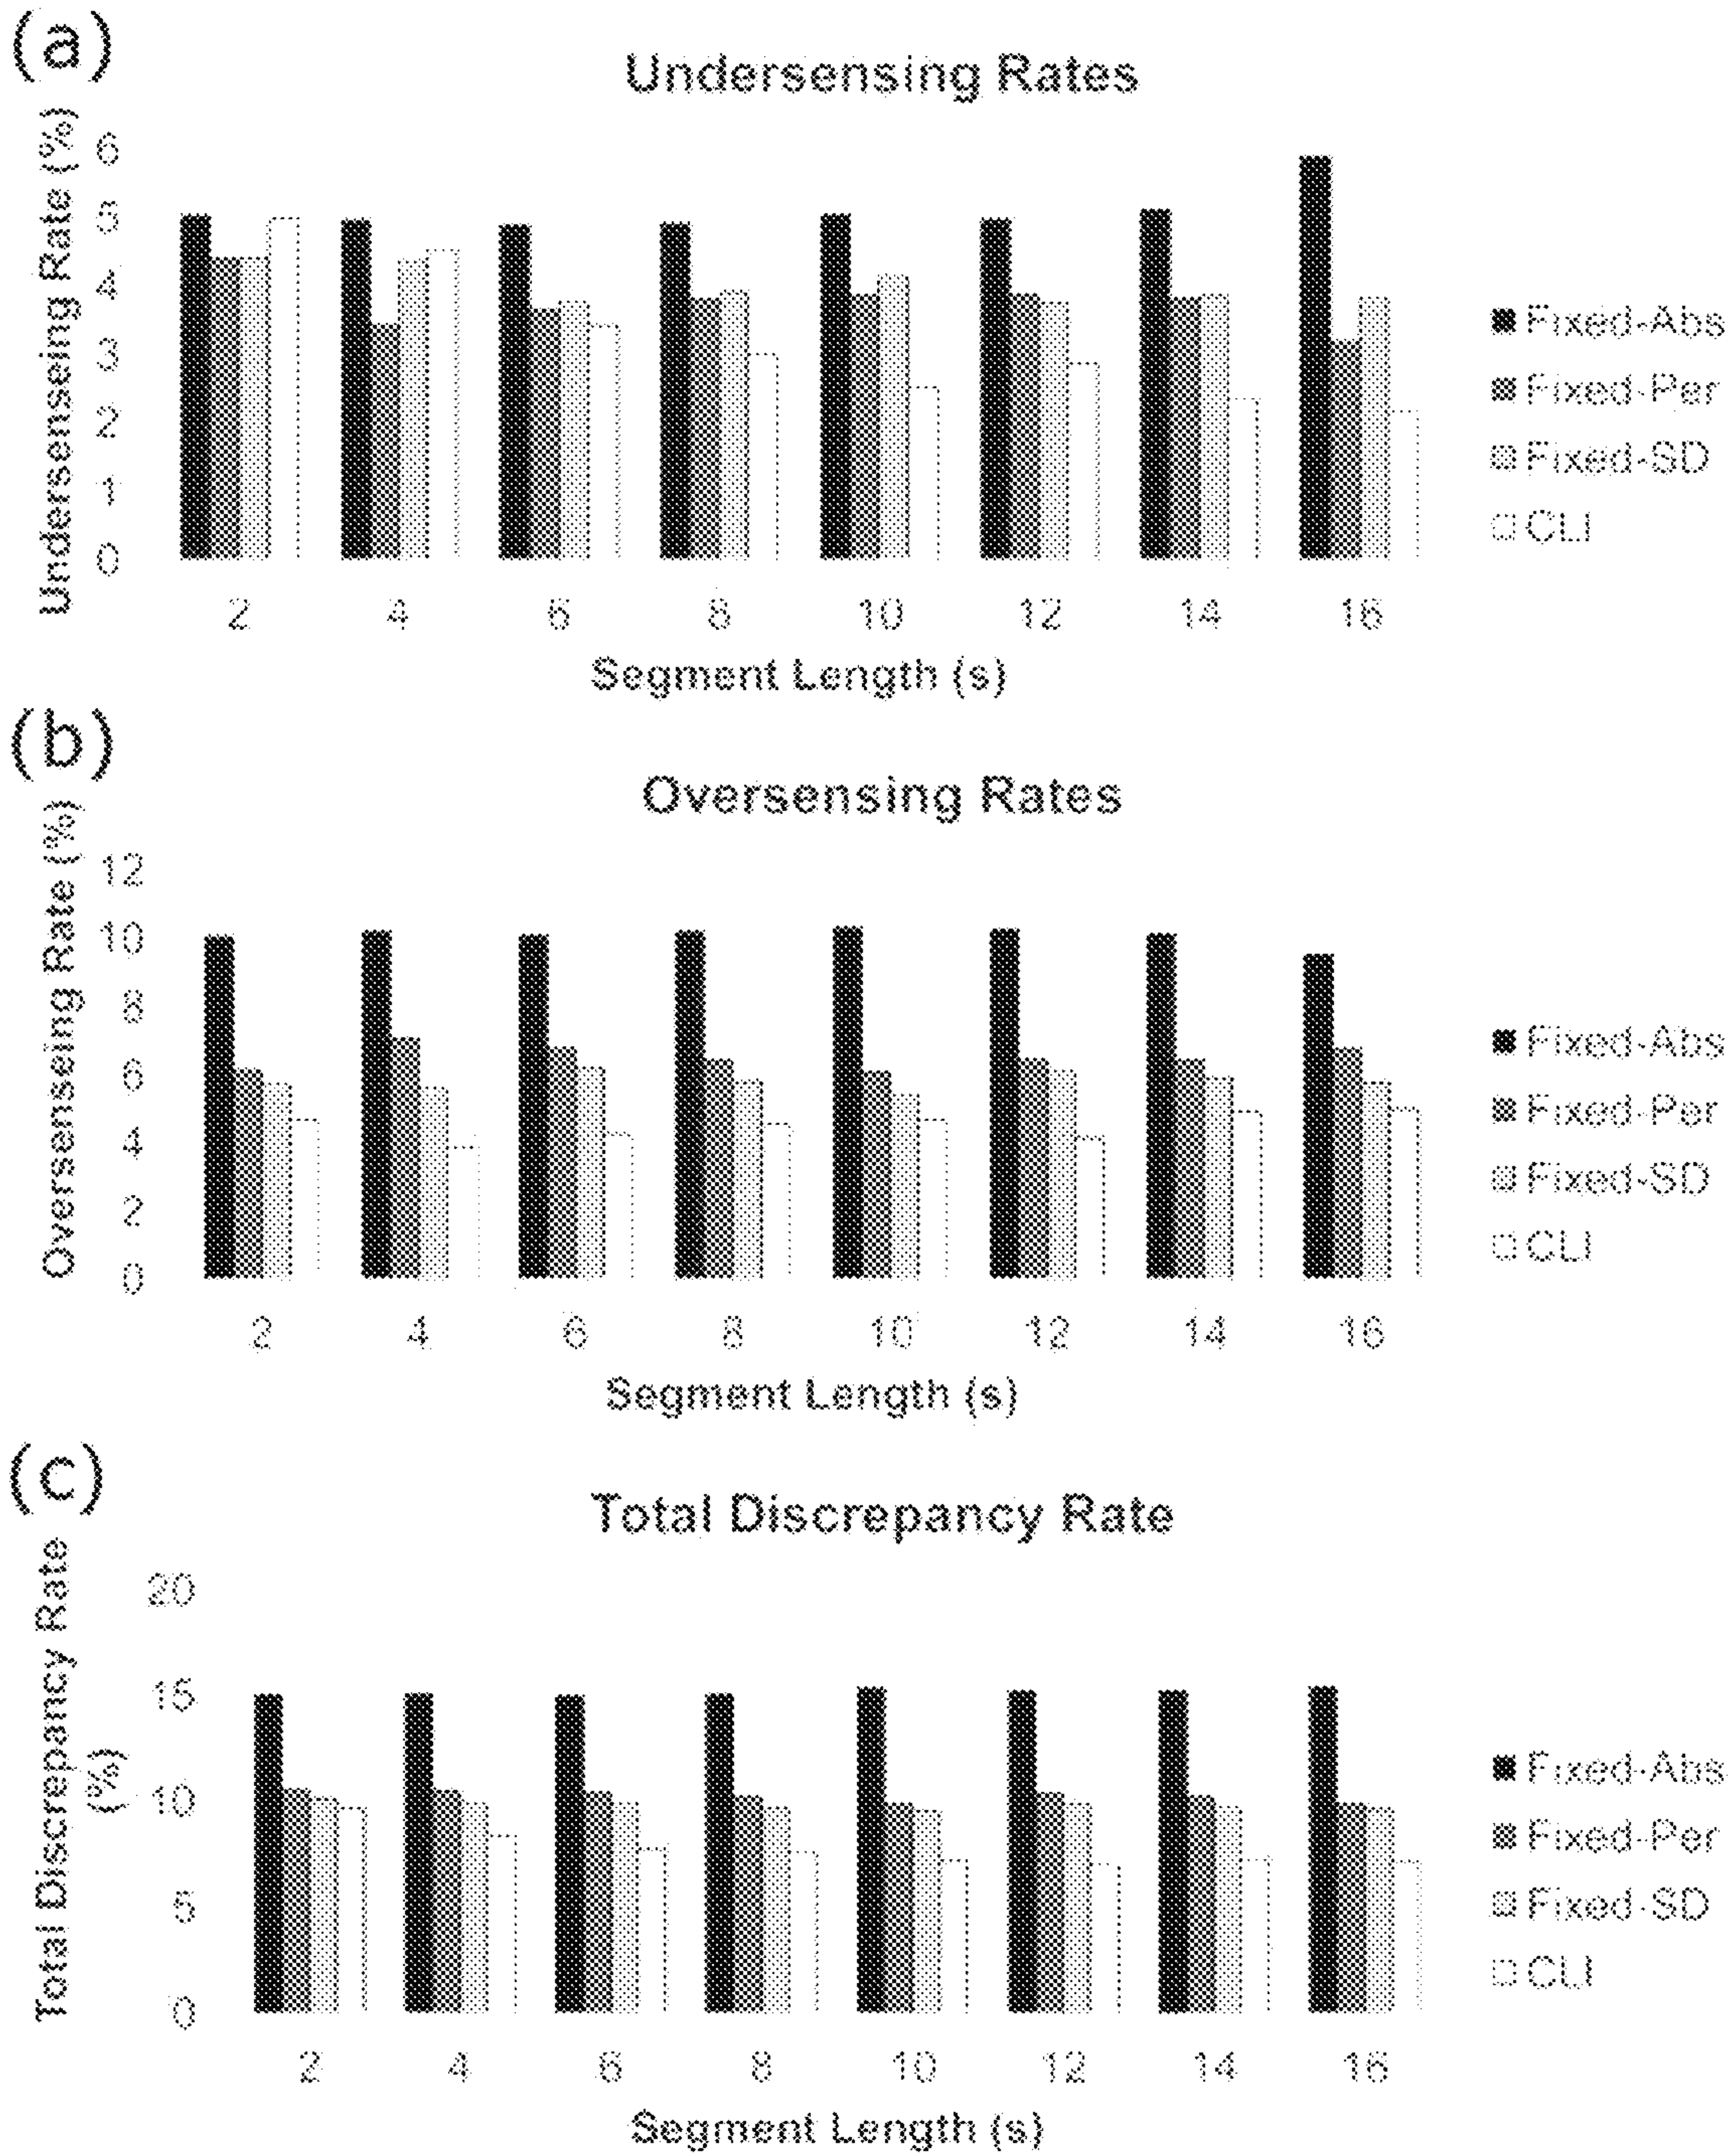 (a)
Undersensing Rates
Undersenseing Rate (%)
6
5
4
3
2
1
0
2 4 6 8 10 12 14 16
Segment Length (s)
Fixed-Abs
Fixed-Per
Fixed-SD
CLI
(b)
Oversensing Rates
Oversenseing Rate (%)
12
10
8
6
4
2
0
2 4 6 8 10 12 14 16
Segment Length (s)
Fixed-Abs
Fixed-Per
Fixed-SD
CLI
(c)
Total Discrepancy Rate
Total Discrepancy Rate
(%)
20
15
10
5
0
2 4 6 8 10 12 14 16
Segment Length (s)
Fixed-Abs
Fixed-Per
Fixed-SD
CLI